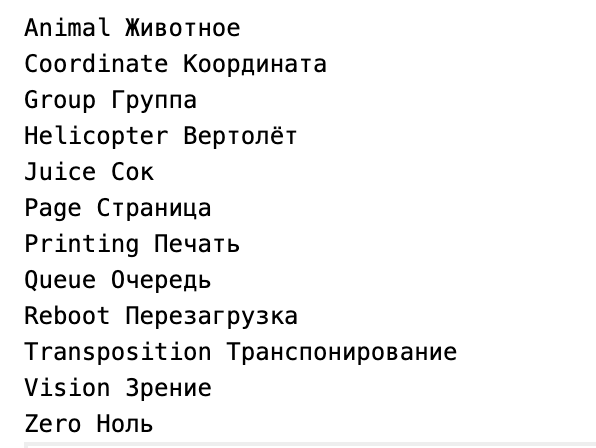 Animal Животное
Coordinate Координата
Group Группа
Helicopter Вертолёт
Juice Сок
Page Страница
Printing Печать
Queue Очередь
Reboot Перезагрузка
Transposition Транспонирование
Vision Зрение
Zero Ноль